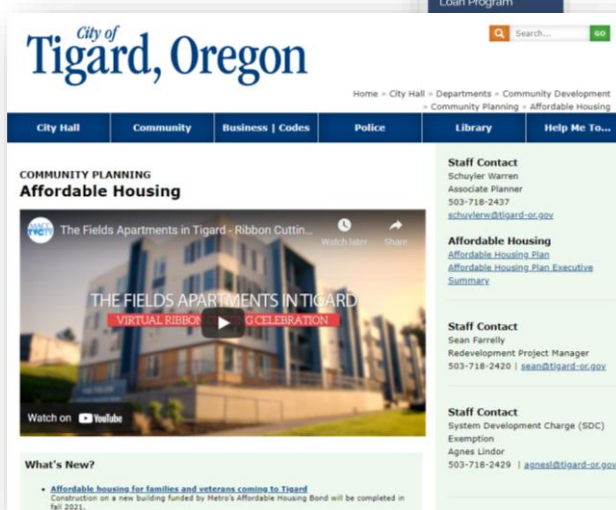 Loan Program
City of
Tigard, Oregon
Search...
GO
Home » City Hall » Departments » Community Development
» Community Planning » Affordable Housing
City Hall
Community
Business | Codes
Police
Library
Help Me To...
COMMUNITY PLANNING
Affordable Housing
The Fields Apartments in Tigard - Ribbon Cuttin...
Watch later
Share
THE FIELDS APARTMENTS IN TIGARD
VIRTUAL RIBBON G CELEBRATION
Watch on YouTube
What's New?
• Affordable housing for families and veterans coming to Tigard
Construction on a new building funded by Metro's Affordable Housing Bond will be completed in
fall 2021.
Staff Contact
Schuyler Warren
Associate Planner
503-718-2437
schuylerw@tigard-or.gov
Affordable Housing
Affordable Housing Plan
Affordable Housing Plan Executive
Summary
Staff Contact
Sean Farrelly
Redevelopment Project Manager
503-718-2420 | sean@tigard-or.gov
Staff Contact
System Development Charge (SDC)
Exemption
Agnes Lindor
503-718-2429 | agnesl@tigard-or.gov